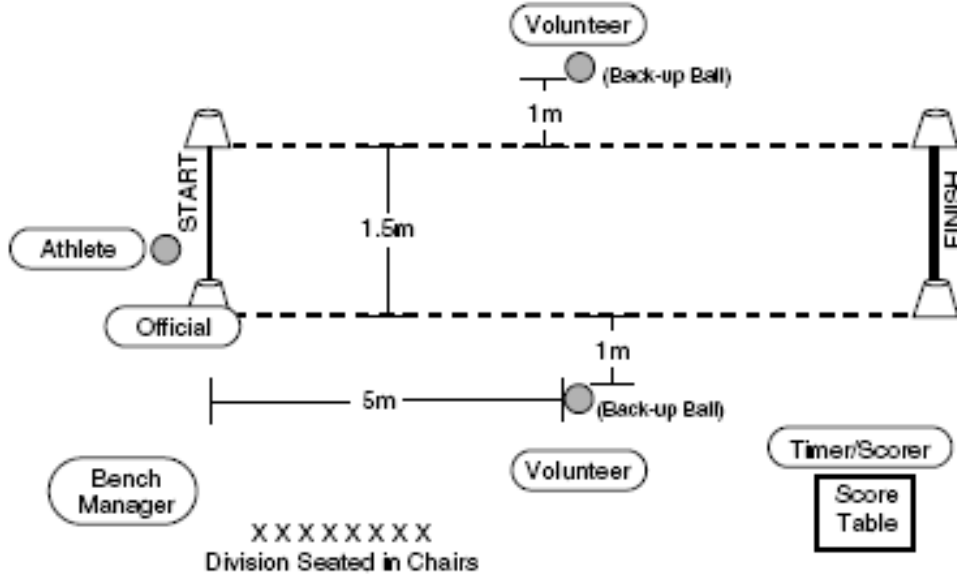 Volunteer
(Back-up Ball)
1m
START
1.5m
FINISH
Athlete
Official
1m
5m
(Back-up Ball)
Timer/Scorer
Bench
Manager
Volunteer
Score
Table
X X X X X X X X
Division Seated in Chairs